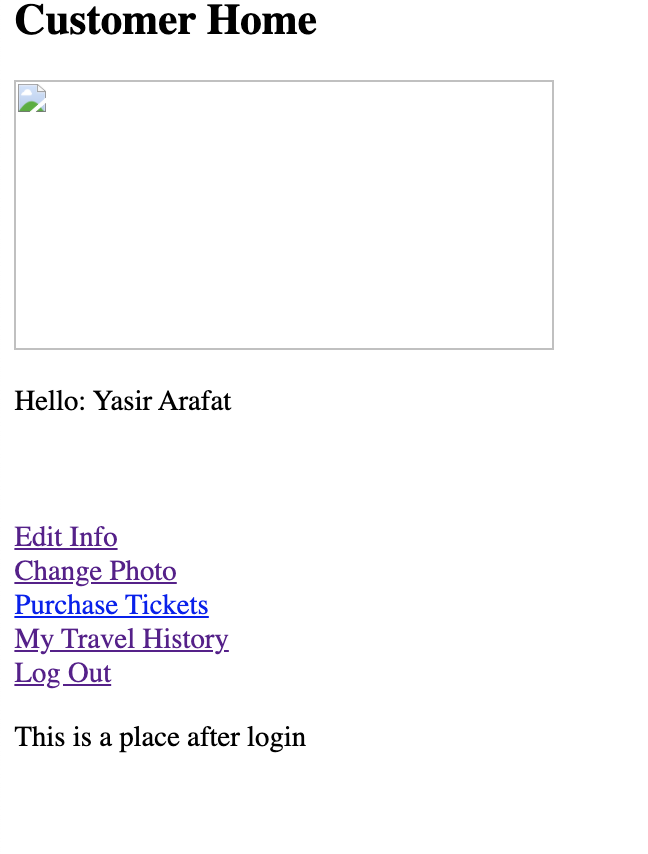 Customer Home
Hello: Yasir Arafat
Edit Info
Change Photo
Purchase Tickets
My Travel History
Log Out
This is a place after login